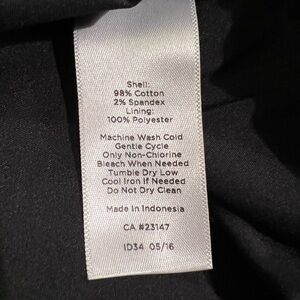 Shell:
98% Cotton
2% Spandex
Lining:
100% Polyester
Machine Wash Cold
Gentle Cycle
Only Non-Chlorine
Bleach When Needed
Tumble Dry Low
Cool Iron If Needed
Do Not Dry Clean
Made in Indonesia
CA #23147
ID34 05/16